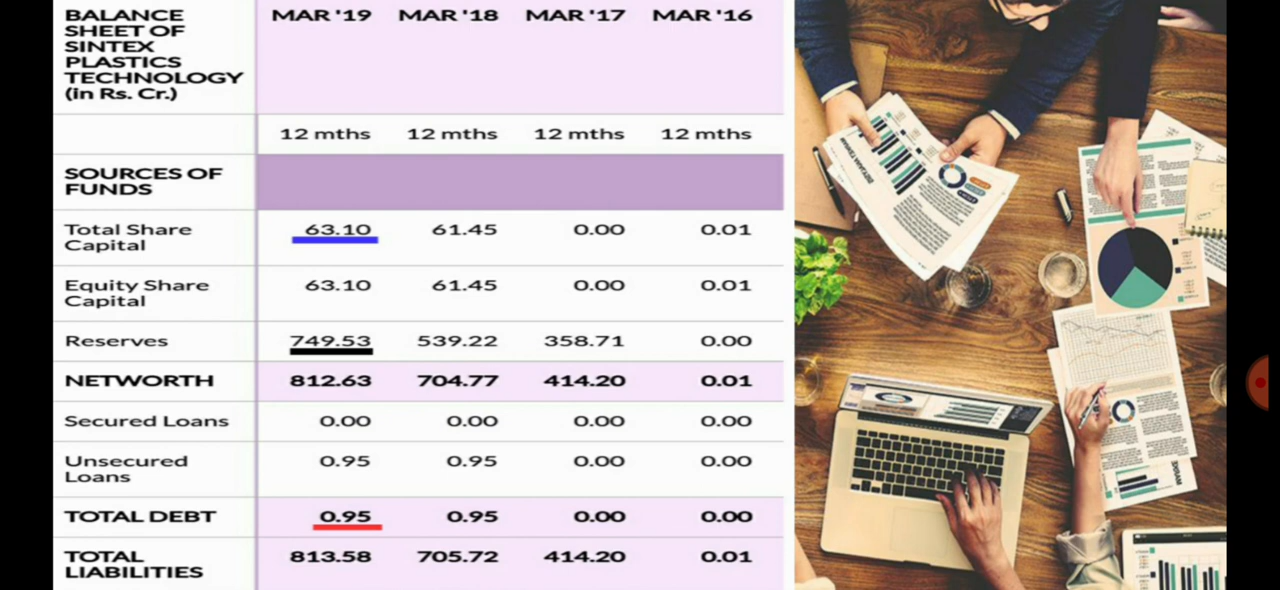 BALANCE
SHEET OF
SINTEX
PLASTICS
TECHNOLOGY
(in Rs. Cr.)
MAR '19 MAR '18 MAR '17 MAR '16
12 mths 12 mths 12 mths 12 mths
SOURCES OF
FUNDS
Total Share
Capital
63.10 61.45 0.00 0.01
Equity Share
Capital
63.10 61.45 0.00 0.01
Reserves 749.53 539.22 358.71 0.00
NETWORTH 812.63 704.77 414.20 0.01
Secured Loans 0.00 0.00 0.00 0.00
Unsecured
Loans
0.95 0.95 0.00 0.00
TOTAL DEBT 0.95 0.95 0.00 0.00
TOTAL
LIABILITIES
813.58 705.72 414.20 0.01